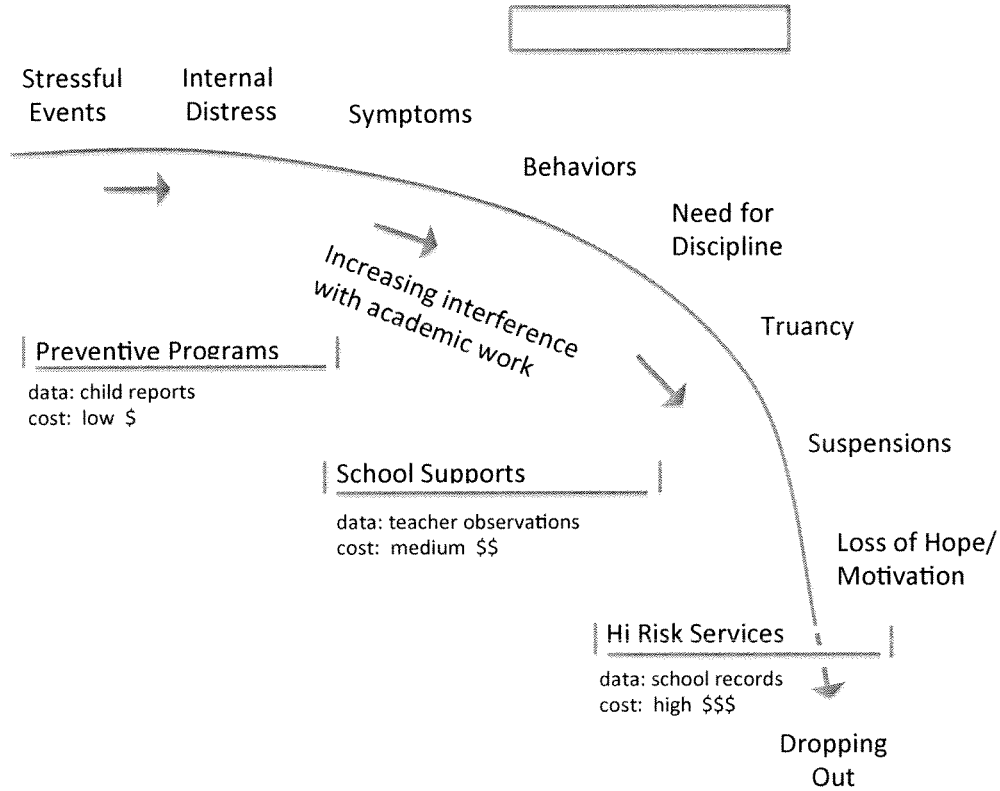 Stressful
Events
Internal
Distress
Symptoms
Behaviors
Need for
Discipline
Truancy
Suspensions
Loss of Hope/
Motivation
Dropping
Out
Increasing interference
with academic work
Preventive Programs
data: child reports
cost: low $
School Supports
data: teacher observations
cost: medium $$
Hi Risk Services
data: school records
cost: high $$$